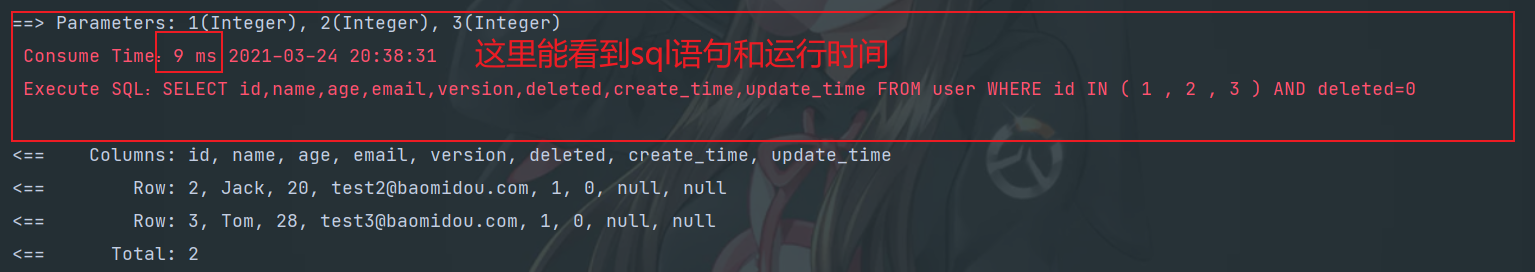 ==> Parameters: 1(Integer), 2(Integer), 3(Integer)
Consume Time：9 ms 2021-03-24 20:38:31 这里能看到sql语句和运行时间
Execute SQL：SELECT id,name,age,email,version,deleted,create_time,update_time FROM user WHERE id IN ( 1 , 2 , 3 ) AND deleted=0
<==    Columns: id, name, age, email, version, deleted, create_time, update_time
<==        Row: 2, Jack, 20, test2@baomidou.com, 1, 0, null, null
<==        Row: 3, Tom, 28, test3@baomidou.com, 1, 0, null, null
<==      Total: 2